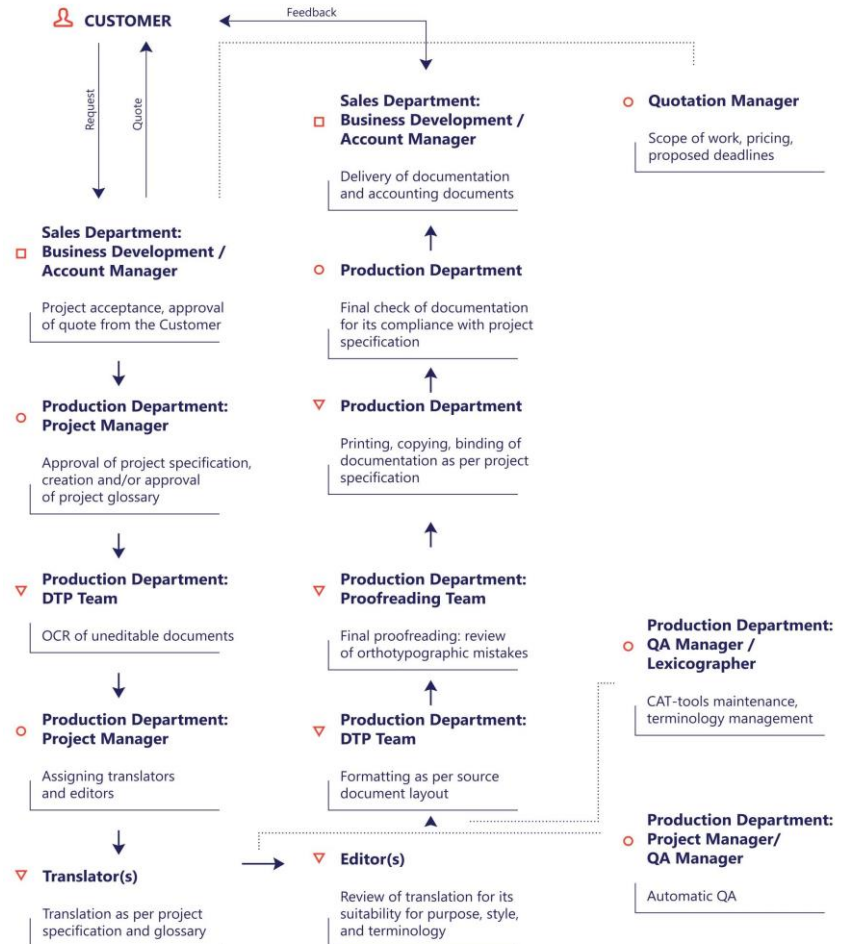 CUSTOMER
Feedback
Request
Quote
Sales Department:
Business Development /
Account Manager
Project acceptance, approval
of quote from the Customer
Production Department:
Project Manager
Approval of project specification,
creation and/or approval
of project glossary
Production Department:
DTP Team
OCR of uneditable documents
Production Department:
Project Manager
Assigning translators
and editors
Translator(s)
Translation as per project
specification and glossary
Editor(s)
Review of translation for its
suitability for purpose, style,
and terminology
Production Department:
DTP Team
Formatting as per source
document layout
Production Department:
Proofreading Team
Final proofreading: review
of orthotypographic mistakes
Production Department
Printing, copying, binding of
documentation as per project
specification
Production Department
Final check of documentation
for its compliance with project
specification
Sales Department:
Business Development /
Account Manager
Delivery of documentation
and accounting documents
Quotation Manager
Scope of work, pricing,
proposed deadlines
Production Department:
QA Manager /
Lexicographer
CAT-tools maintenance,
terminology management
Production Department:
Project Manager/
QA Manager
Automatic QA